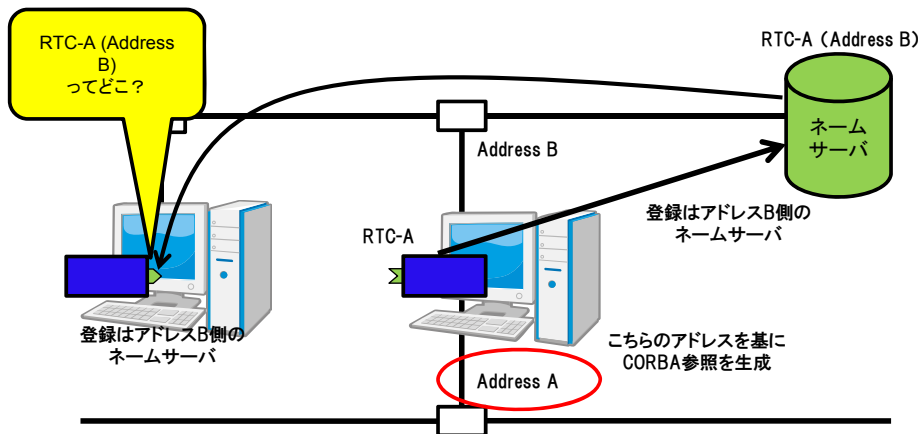 RTC-A (Address
B)
ってどこ？
RTC-A（Address B）
ネーム
サーバ
Address B
登録はアドレスB側の
ネームサーバ
RTC-A
登録はアドレスB側の
ネームサーバ
こちらのアドレスを基に
CORBA参照を生成
Address A